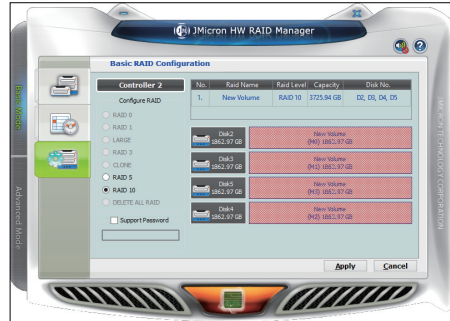 JMicron HW RAID Manager
Basic RAID Configuration
Basic Mode
Advanced Mode
Controller 2
Configure RAID
RAID 0
RAID 1
LARGE
RAID 3
CLONE
RAID 5
RAID 10
DELETE ALL RAID
Support Password
No. Raid Name Raid Level Capacity Disk No.
1. New Volume RAID 10 3725.94 GB D2, D3, D4, D5
Disk2
1862.97 GB
New Volume
(M0) 1862.97 GB
Disk3
1862.97 GB
New Volume
(M1) 1862.97 GB
Disk5
1862.97 GB
New Volume
(M3) 1862.97 GB
Disk4
1862.97 GB
New Volume
(M2) 1862.97 GB
Apply Cancel
JMICRON TECHNOLOGY CORPORATION